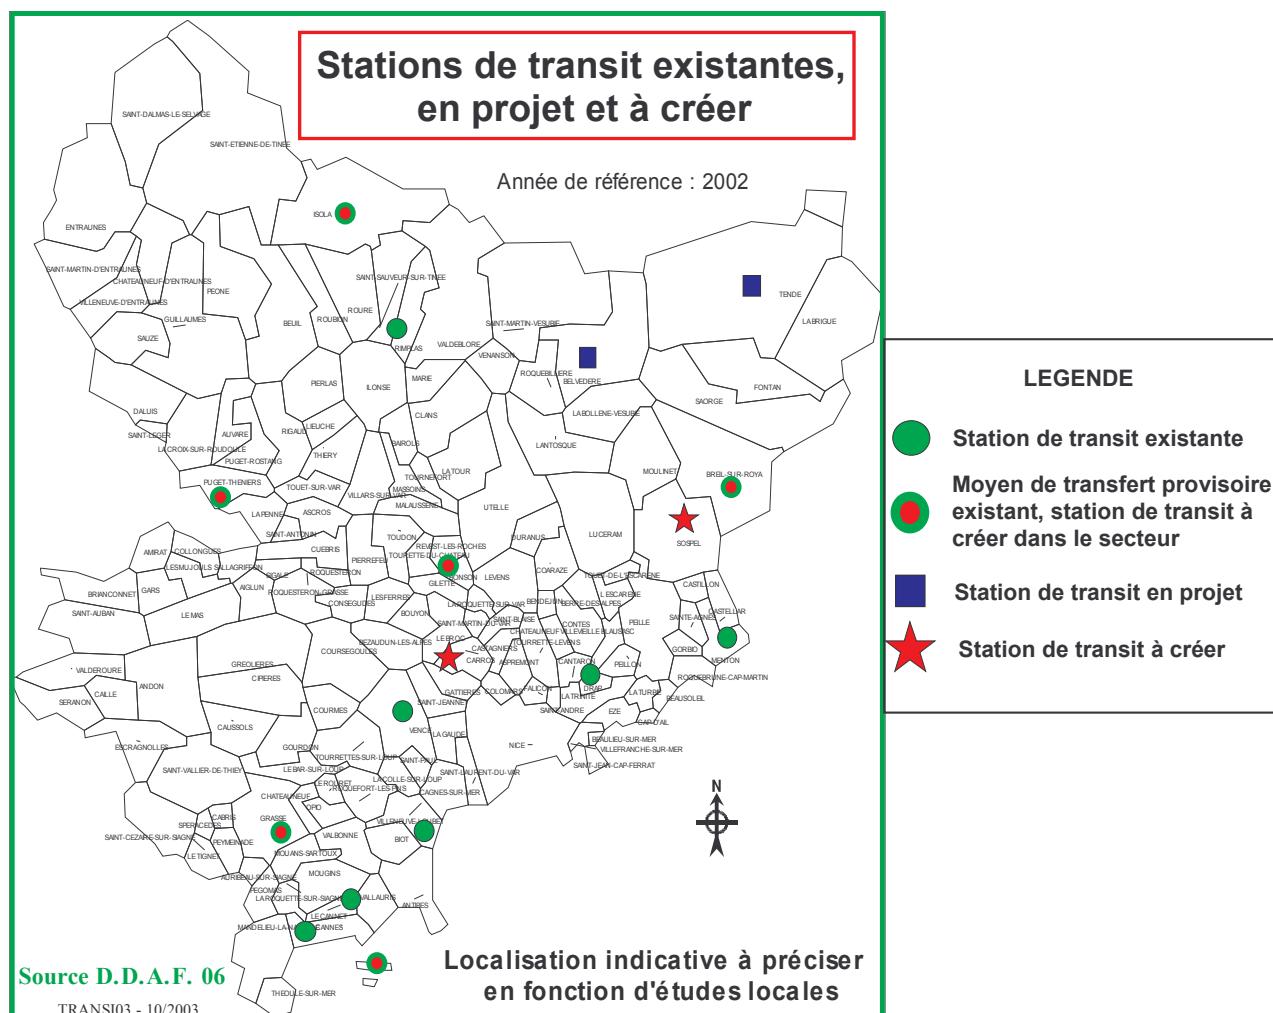 Stations de transit existantes,
en projet et à créer
Année de référence : 2002
SAINT-DALMAS-LE-SELVAGE
SAINT-ETIENNE-DE-TINEE
ISOLA
ENTRAUNES
SAINT-MARTIN-D'ENTRAUNES
CHATEAUNEUF-D'ENTRAUNES
VILLENEUVE-D'ENTRAUNES
PEONE
GUILLAUMES
SAUZE
BEUIL
ROUBION
ROURE
SAINT-SAUVEUR-SUR-TINEE
RIMPLAS
VALDEBLORE
SAINT-MARTIN-VESUBIE
VENANSON
ROQUEBILLIERE
BELVEDERE
TENDE
LA BRIGUE
FONTAN
SAORGE
LA BOLLENE-VESUBIE
MARIE
ILONSE
PIERLAS
CLANS
DALUIS
SAINT-LEGER
LA CROIX-SUR-ROUDOULE
AUVARE
PUGET-ROSTANG
RIGAUD
LIEUCHE
THIERY
BAIROLS
LA TOUR
TOURNEFORT
LANTOSQUE
MOULINET
BREIL-SUR-ROYA
PUGET-THENIERS
TOUET-SUR-VAR
VILLARS-SUR-VAR
MASSOINS
MALAUSSENE
UTELLE
LA PENNE
ASCROS
SAINT-ANTONIN
CUEBRIS
TOUDON
REVEST-LES-ROCHES
TOURETTE-DU-CHATEAU
DURANUS
LUCERAM
SOSPEL
AMIRAT
COLLONGUES
LES MUJOULS
SALLAGRIFFON
SIGALE
ROQUESTERON
PIERREFEU
GILETTE
BONSON
LEVENS
COARAZE
TOUET-DE-L'ESCARENE
CASTILLON
BRIANCONNET
GARS
AIGLUN
ROQUESTERON-GRASSE
CONSEGUDES
LES FERRES
BOUYON
LA ROQUETTE-SUR-VAR
BENDEJUN
L'ESCARENE
BERRE-DES-ALPES
SAINT-AUBAN
LE MAS
SAINT-MARTIN-DU-VAR
SAINT-BLAISE
CONTES
PEILLE
SAINTE-AGNES
CASTELLAR
CHATEAUNEUF-VILLEVIEILLE
BLAUSASC
BEZAUDUN-LES-ALPES
LE BROC
CASTAGNIERS
TOURRETTE-LEVENS
GORBIO
COURSEGOULES
CARROS
ASPREMONT
CANTARON
PEILLON
MENTON
GREOLIERES
CIPIERES
VALDEROURE
ROQUEBRUNE-CAP-MARTIN
ANDON
CAILLE
SERANON
GATTIERES
COLOMARS
FALICON
DRAP
LA TRINITE
LA TURBIE
BEAUSOLEIL
SAINT-JEANNET
SAINT-ANDRE
EZE
CAP-D'AIL
COURMES
CAUSSOLS
VENCE
LA GAUDE
NICE
BEAULIEU-SUR-MER
VILLEFRANCHE-SUR-MER
SAINT-JEAN-CAP-FERRAT
ESCRAGNOLLES
GOURDON
TOURRETTES-SUR-LOUP
SAINT-PAUL
SAINT-VALLIER-DE-THIEY
LE BAR-SUR-LOUP
SAINT-LAURENT-DU-VAR
LA COLLE-SUR-LOUP
LE ROURET
ROQUEFORT-LES-PINS
CAGNES-SUR-MER
CHATEAUNEUF
OPIO
CABRIS
GRASSE
VILLENEUVE-LOUBET
SPERACEDES
SAINT-CEZAIRE-SUR-SIAGNE
PEYMEINADE
VALBONNE
BIOT
LE TIGNET
MOUANS-SARTOUX
AURIBEAU-SUR-SIAGNE
MOUGINS
PEGOMAS
LA ROQUETTE-SUR-SIAGNE
VALLAURIS
ANTIBES
LE CANNET
MANDELIEU-LA-NA
CANNES
THEOULE-SUR-MER
N
Source D.D.A.F. 06
TRANSI03 - 10/2003
Localisation indicative à préciser
en fonction d'études locales
LEGENDE
Station de transit existante
Moyen de transfert provisoire
existant, station de transit à
créer dans le secteur
Station de transit en projet
Station de transit à créer